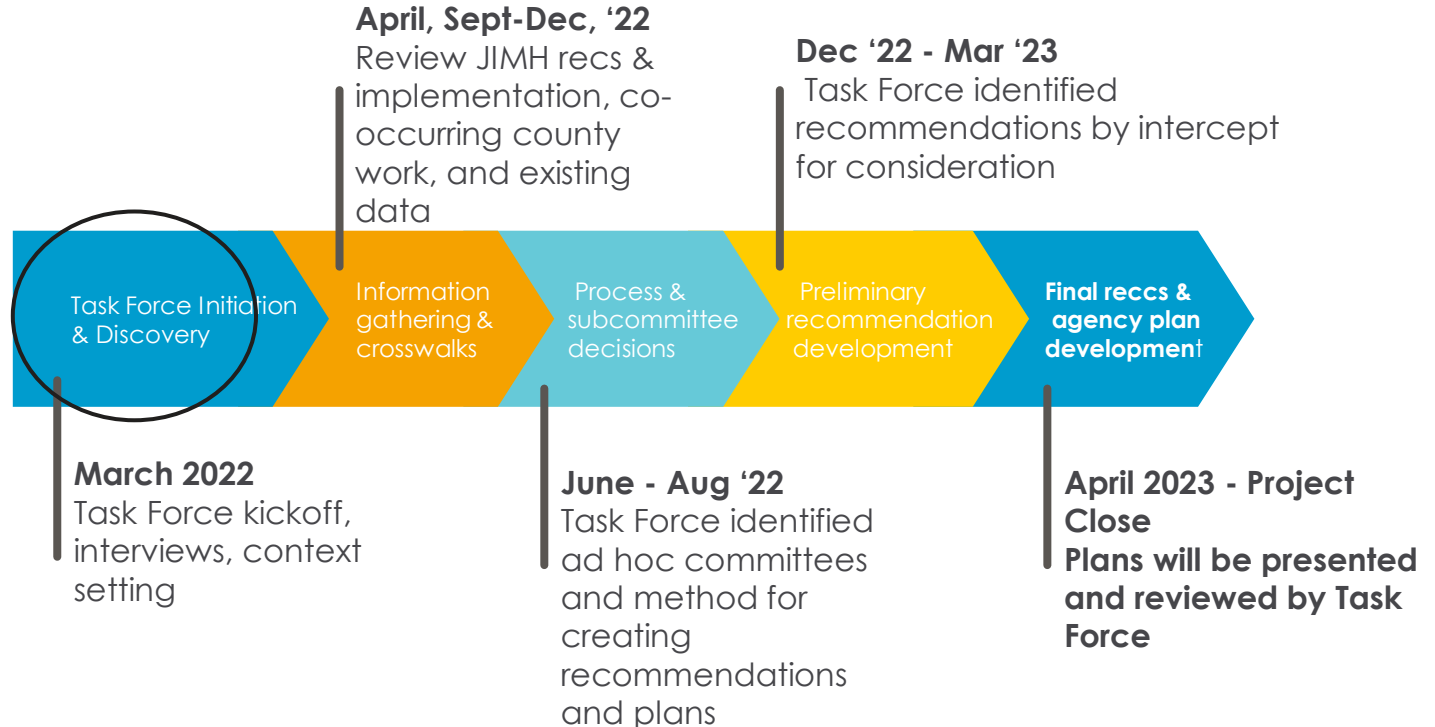 April, Sept-Dec, ‘22
Review JIMH recs &
implementation, co-
occurring county
work, and existing
data
Dec ‘22 - Mar ‘23
Task Force identified
recommendations by intercept
for consideration
Task Force Initiation
& Discovery
Information
gathering &
crosswalks
Process &
subcommittee
decisions
Preliminary
recommendation
development
Final reccs &
agency plan
development
March 2022
Task Force kickoff,
interviews, context
setting
June - Aug ‘22
Task Force identified
ad hoc committees
and method for
creating
recommendations
and plans
April 2023 - Project
Close
Plans will be presented
and reviewed by Task
Force